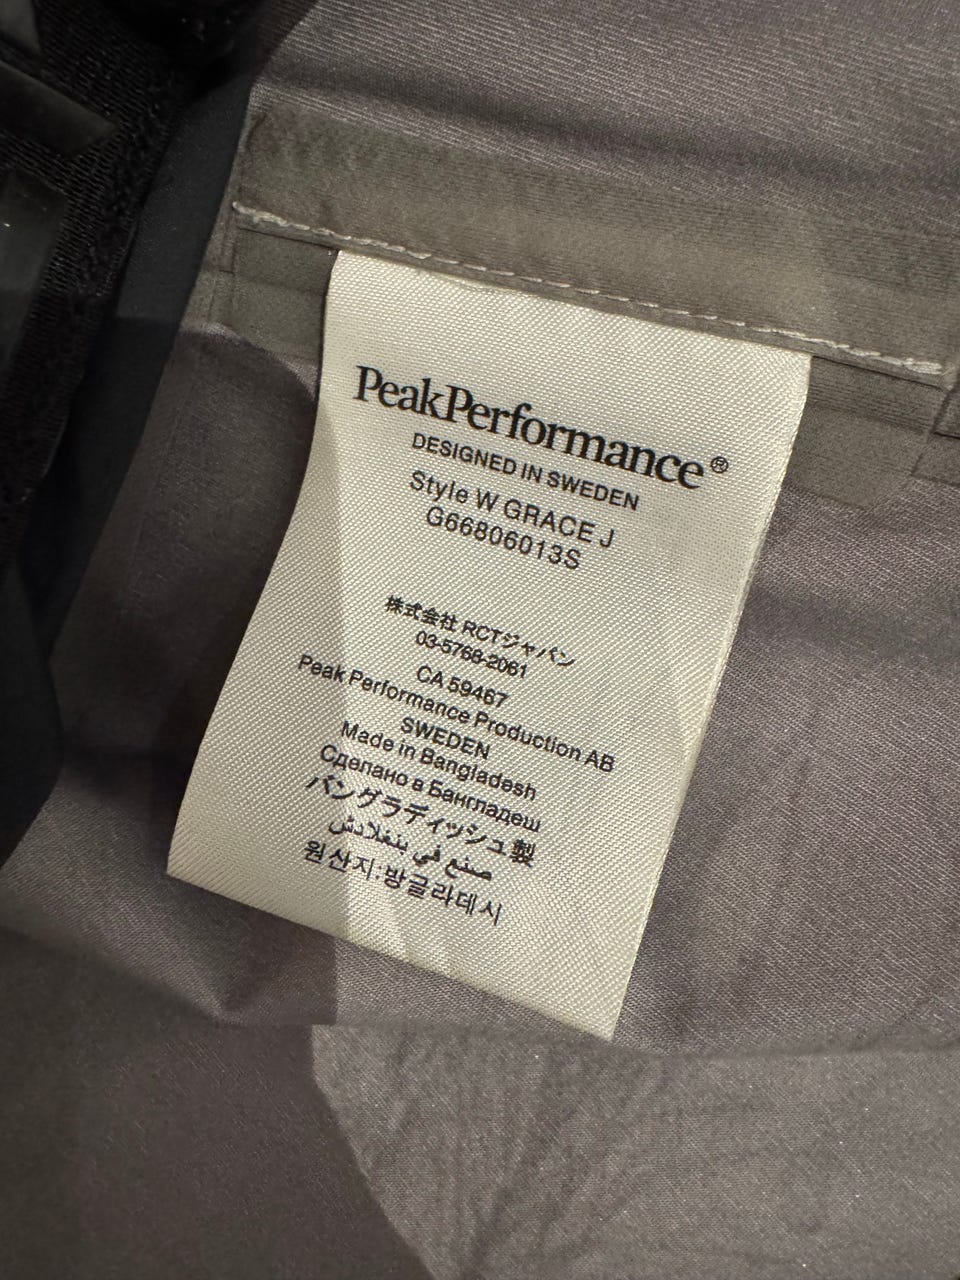 PeakPerformance®
DESIGNED IN SWEDEN
Style W GRACE J
G66806013S
株式会社 RCTジャパン
03-5768-2061
CA 59467
Peak Performance Production AB
SWEDEN
Made in Bangladesh
Сделано в Бангладеш
バングラディッシュ製
صنع في بنغلادش
원산지:방글라데시